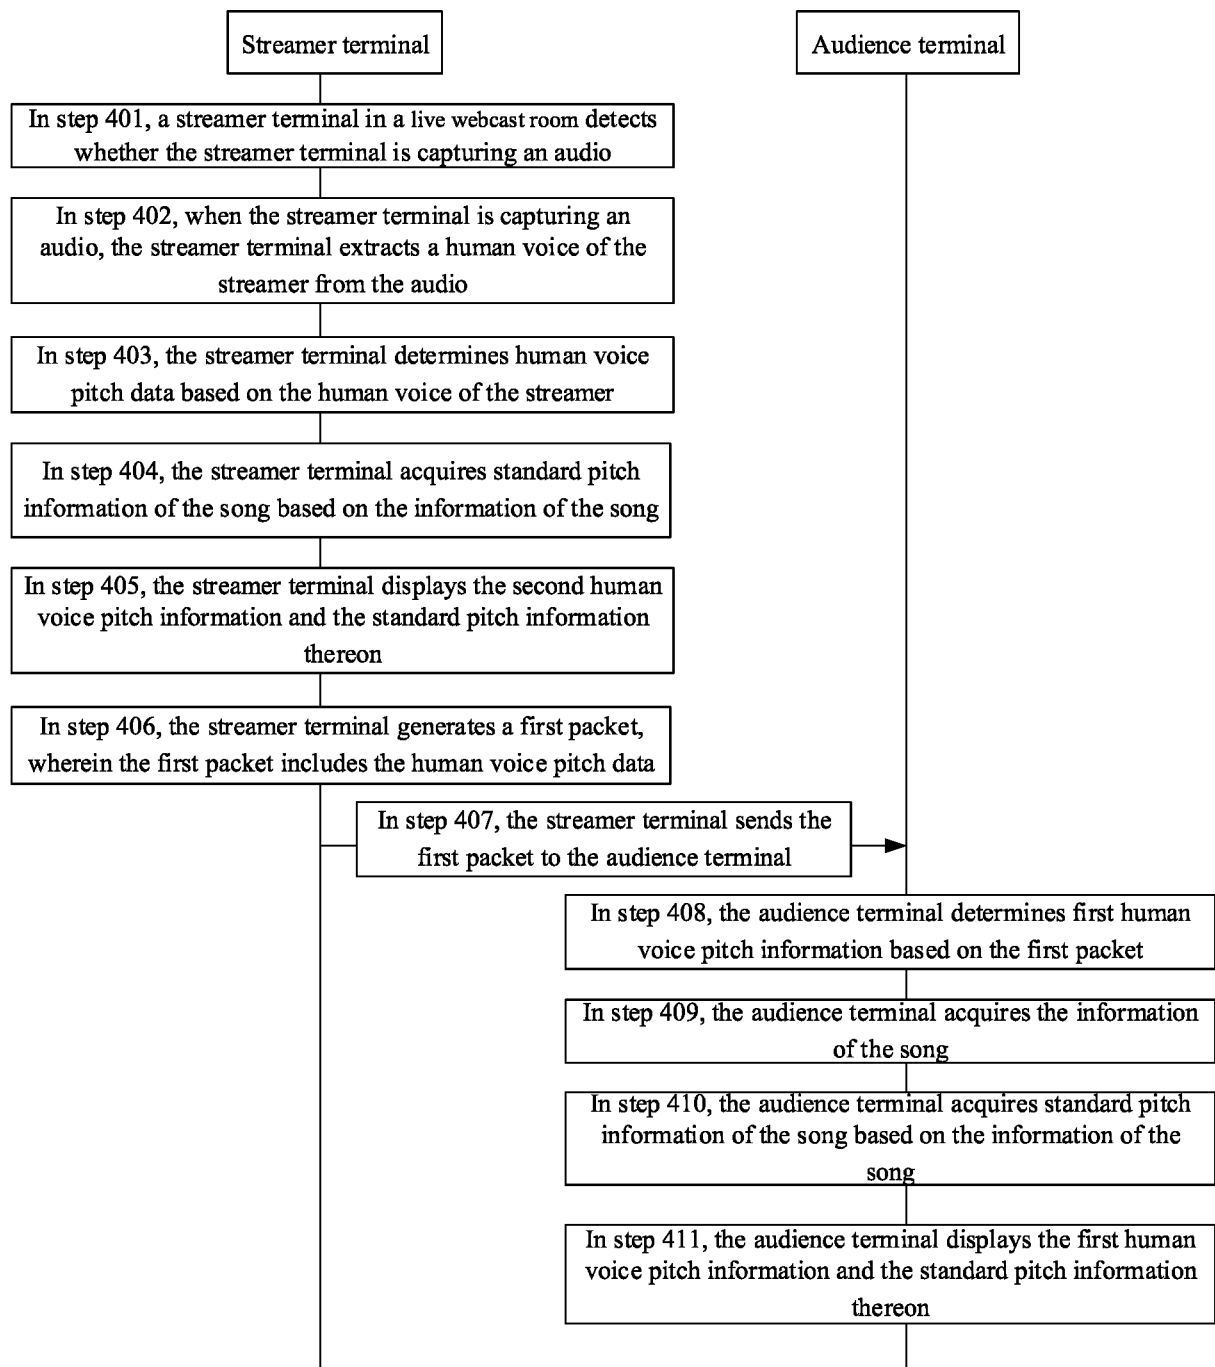 Streamer terminal
Audience terminal
In step 401, a streamer terminal in a live webcast room detects
whether the streamer terminal is capturing an audio
In step 402, when the streamer terminal is capturing an
audio, the streamer terminal extracts a human voice of the
streamer from the audio
In step 403, the streamer terminal determines human voice
pitch data based on the human voice of the streamer
In step 404, the streamer terminal acquires standard pitch
information of the song based on the information of the song
In step 405, the streamer terminal displays the second human
voice pitch information and the standard pitch information
thereon
In step 406, the streamer terminal generates a first packet,
wherein the first packet includes the human voice pitch data
In step 407, the streamer terminal sends the
first packet to the audience terminal
In step 408, the audience terminal determines first human
voice pitch information based on the first packet
In step 409, the audience terminal acquires the information
of the song
In step 410, the audience terminal acquires standard pitch
information of the song based on the information of the
song
In step 411, the audience terminal displays the first human
voice pitch information and the standard pitch information
thereon